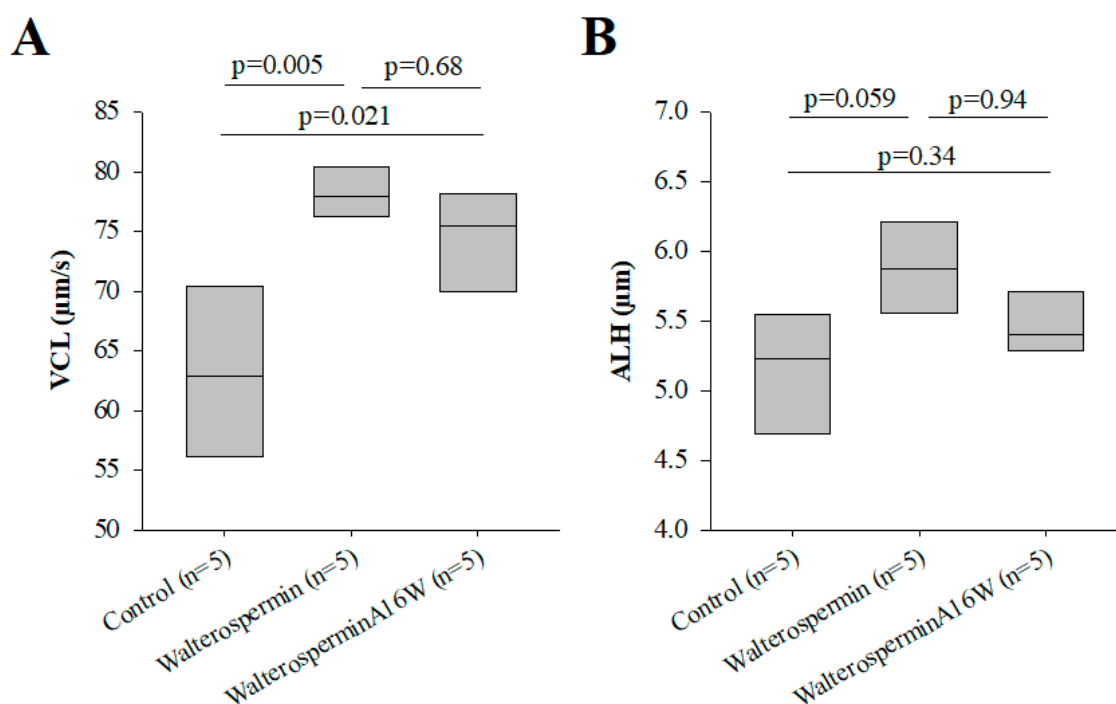 A
p=0.005
p=0.68
p=0.021
VCL (µm/s)
85
80
75
70
65
60
55
50
Control (n=5)
Walterospermin (n=5)
WalterosperminA16W (n=5)
B
p=0.059
p=0.94
p=0.34
ALH (µm)
7.0
6.5
6.0
5.5
5.0
4.5
4.0
Control (n=5)
Walterospermin (n=5)
WalterosperminA16W (n=5)